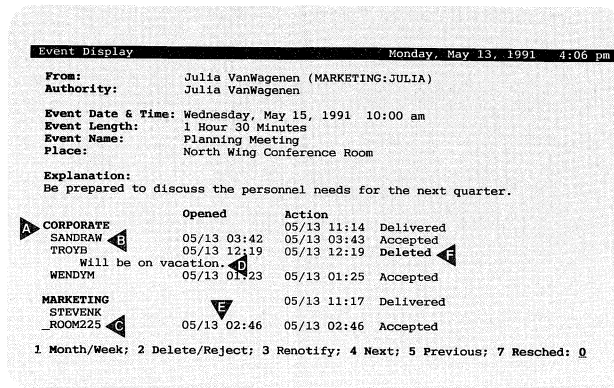 Event Display Monday, May 13, 1991 4:06 pm
From: Julia VanWagenen (MARKETING:JULIA)
Authority: Julia VanWagenen
Event Date & Time: Wednesday, May 15, 1991 10:00 am
Event Length: 1 Hour 30 Minutes
Event Name: Planning Meeting
Place: North Wing Conference Room
Explanation:
Be prepared to discuss the personnel needs for the next quarter.
Opened Action
A CORPORATE 05/13 11:14 Delivered
SANDRAW B 05/13 03:42 05/13 03:43 Accepted
TROYB 05/13 12:19 05/13 12:19 Deleted F
Will be on vacation. D
WENDYM 05/13 01:23 05/13 01:25 Accepted
MARKETING 05/13 11:17 Delivered
STEVENK E
_ROOM225 C 05/13 02:46 05/13 02:46 Accepted
1 Month/Week; 2 Delete/Reject; 3 Renotify; 4 Next; 5 Previous; 7 Resched: 0